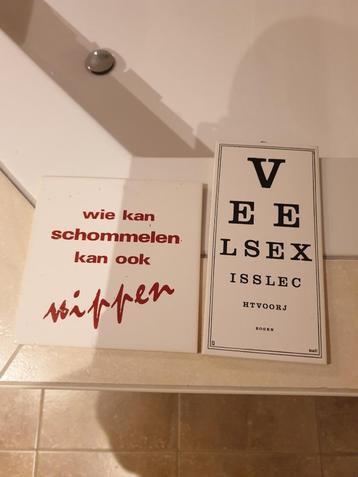 wie kan
schommelen
kan ook
wippen
V
E E
L S E X
I S S L E C
H T V O O R J
E O G E N